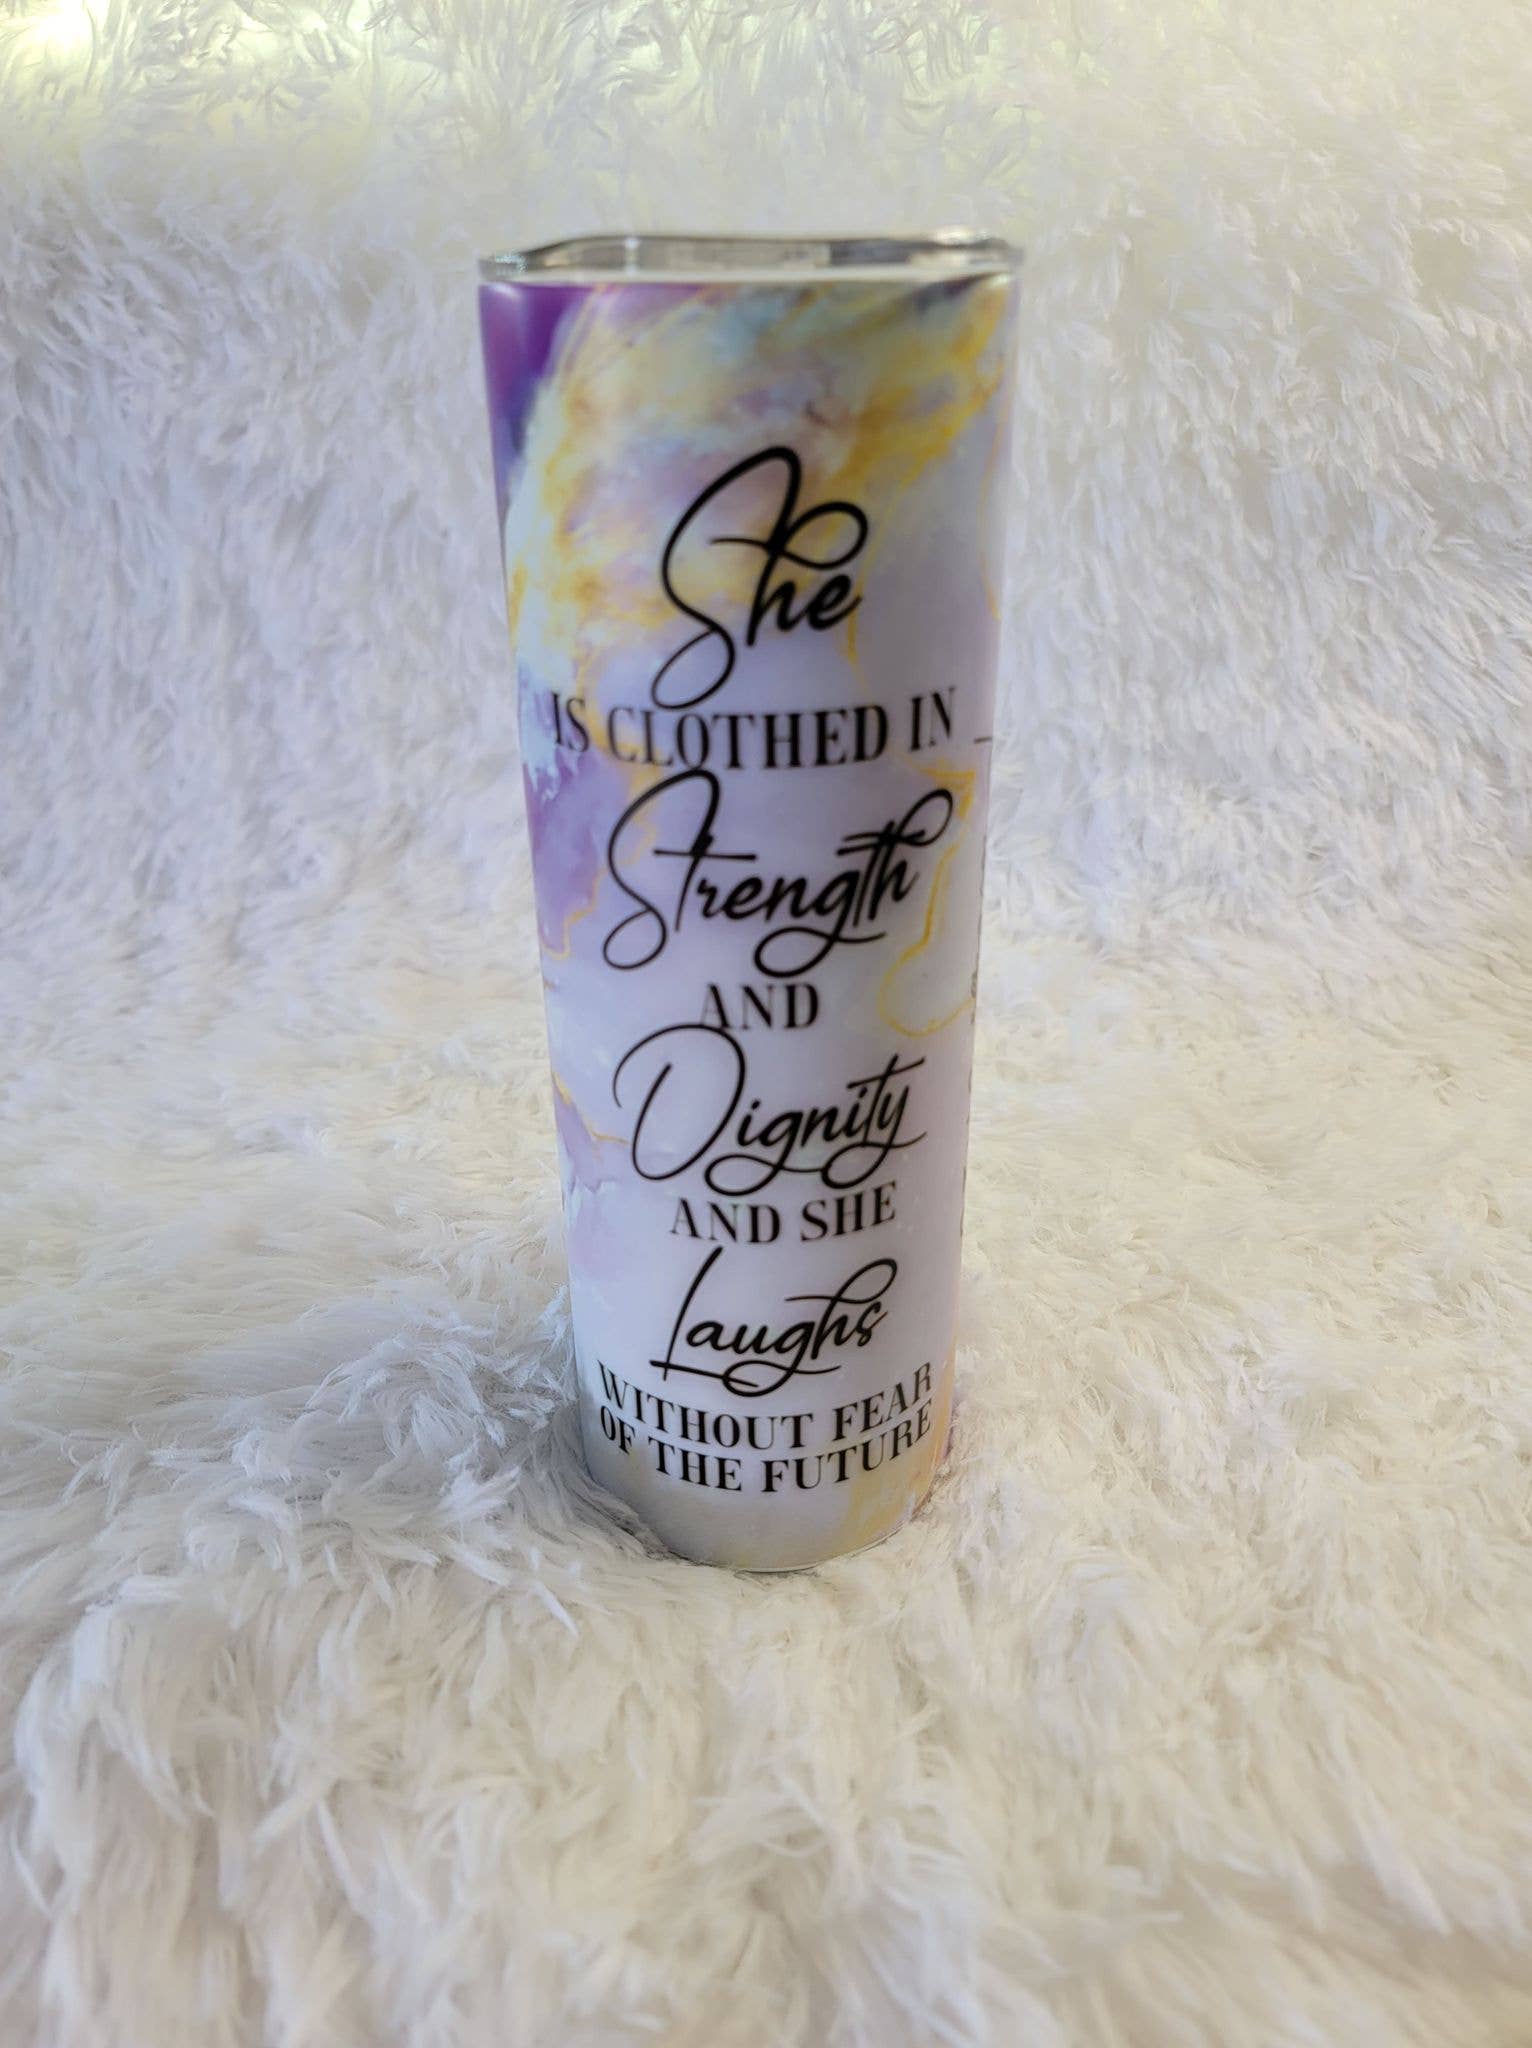 She
IS CLOTHED IN
Strength
AND
Dignity
AND SHE
Laughs
WITHOUT FEAR
OF THE FUTURE